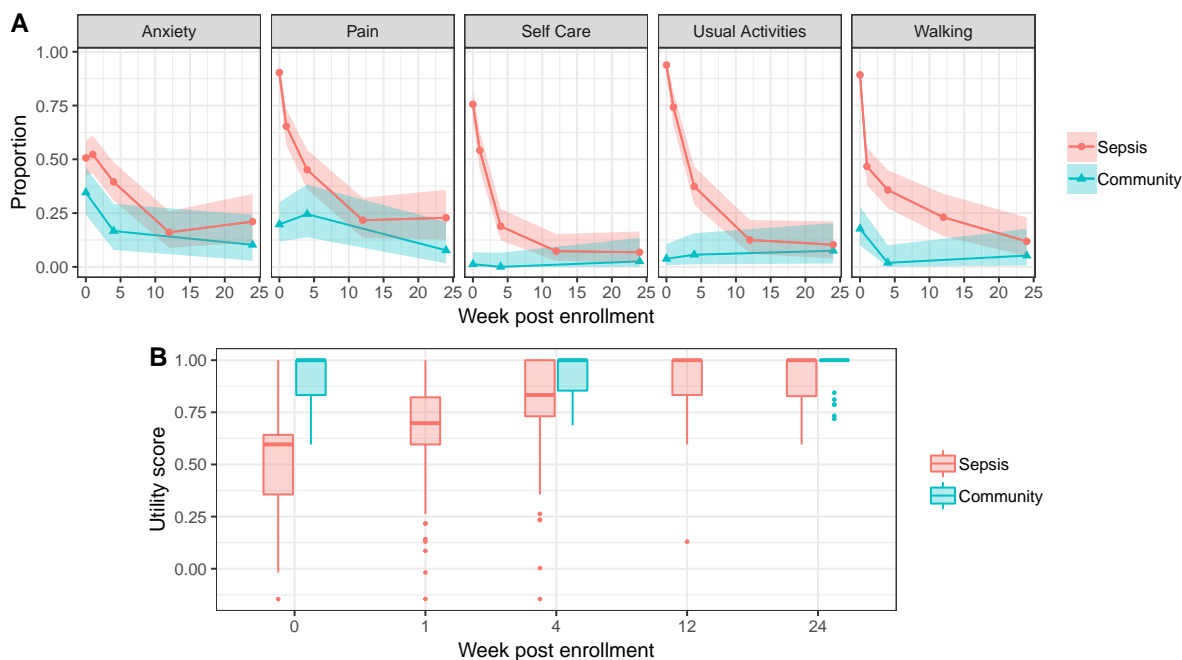 A
Anxiety Pain Self Care Usual Activities Walking
Proportion
1.00
0.75
0.50
0.25
0.00
0 5 10 15 20 25 0 5 10 15 20 25 0 5 10 15 20 25 0 5 10 15 20 25 0 5 10 15 20 25
Week post enrollment
Sepsis
Community
B
Utility score
1.00
0.75
0.50
0.25
0.00
0 1 4 12 24
Week post enrollment
Sepsis
Community